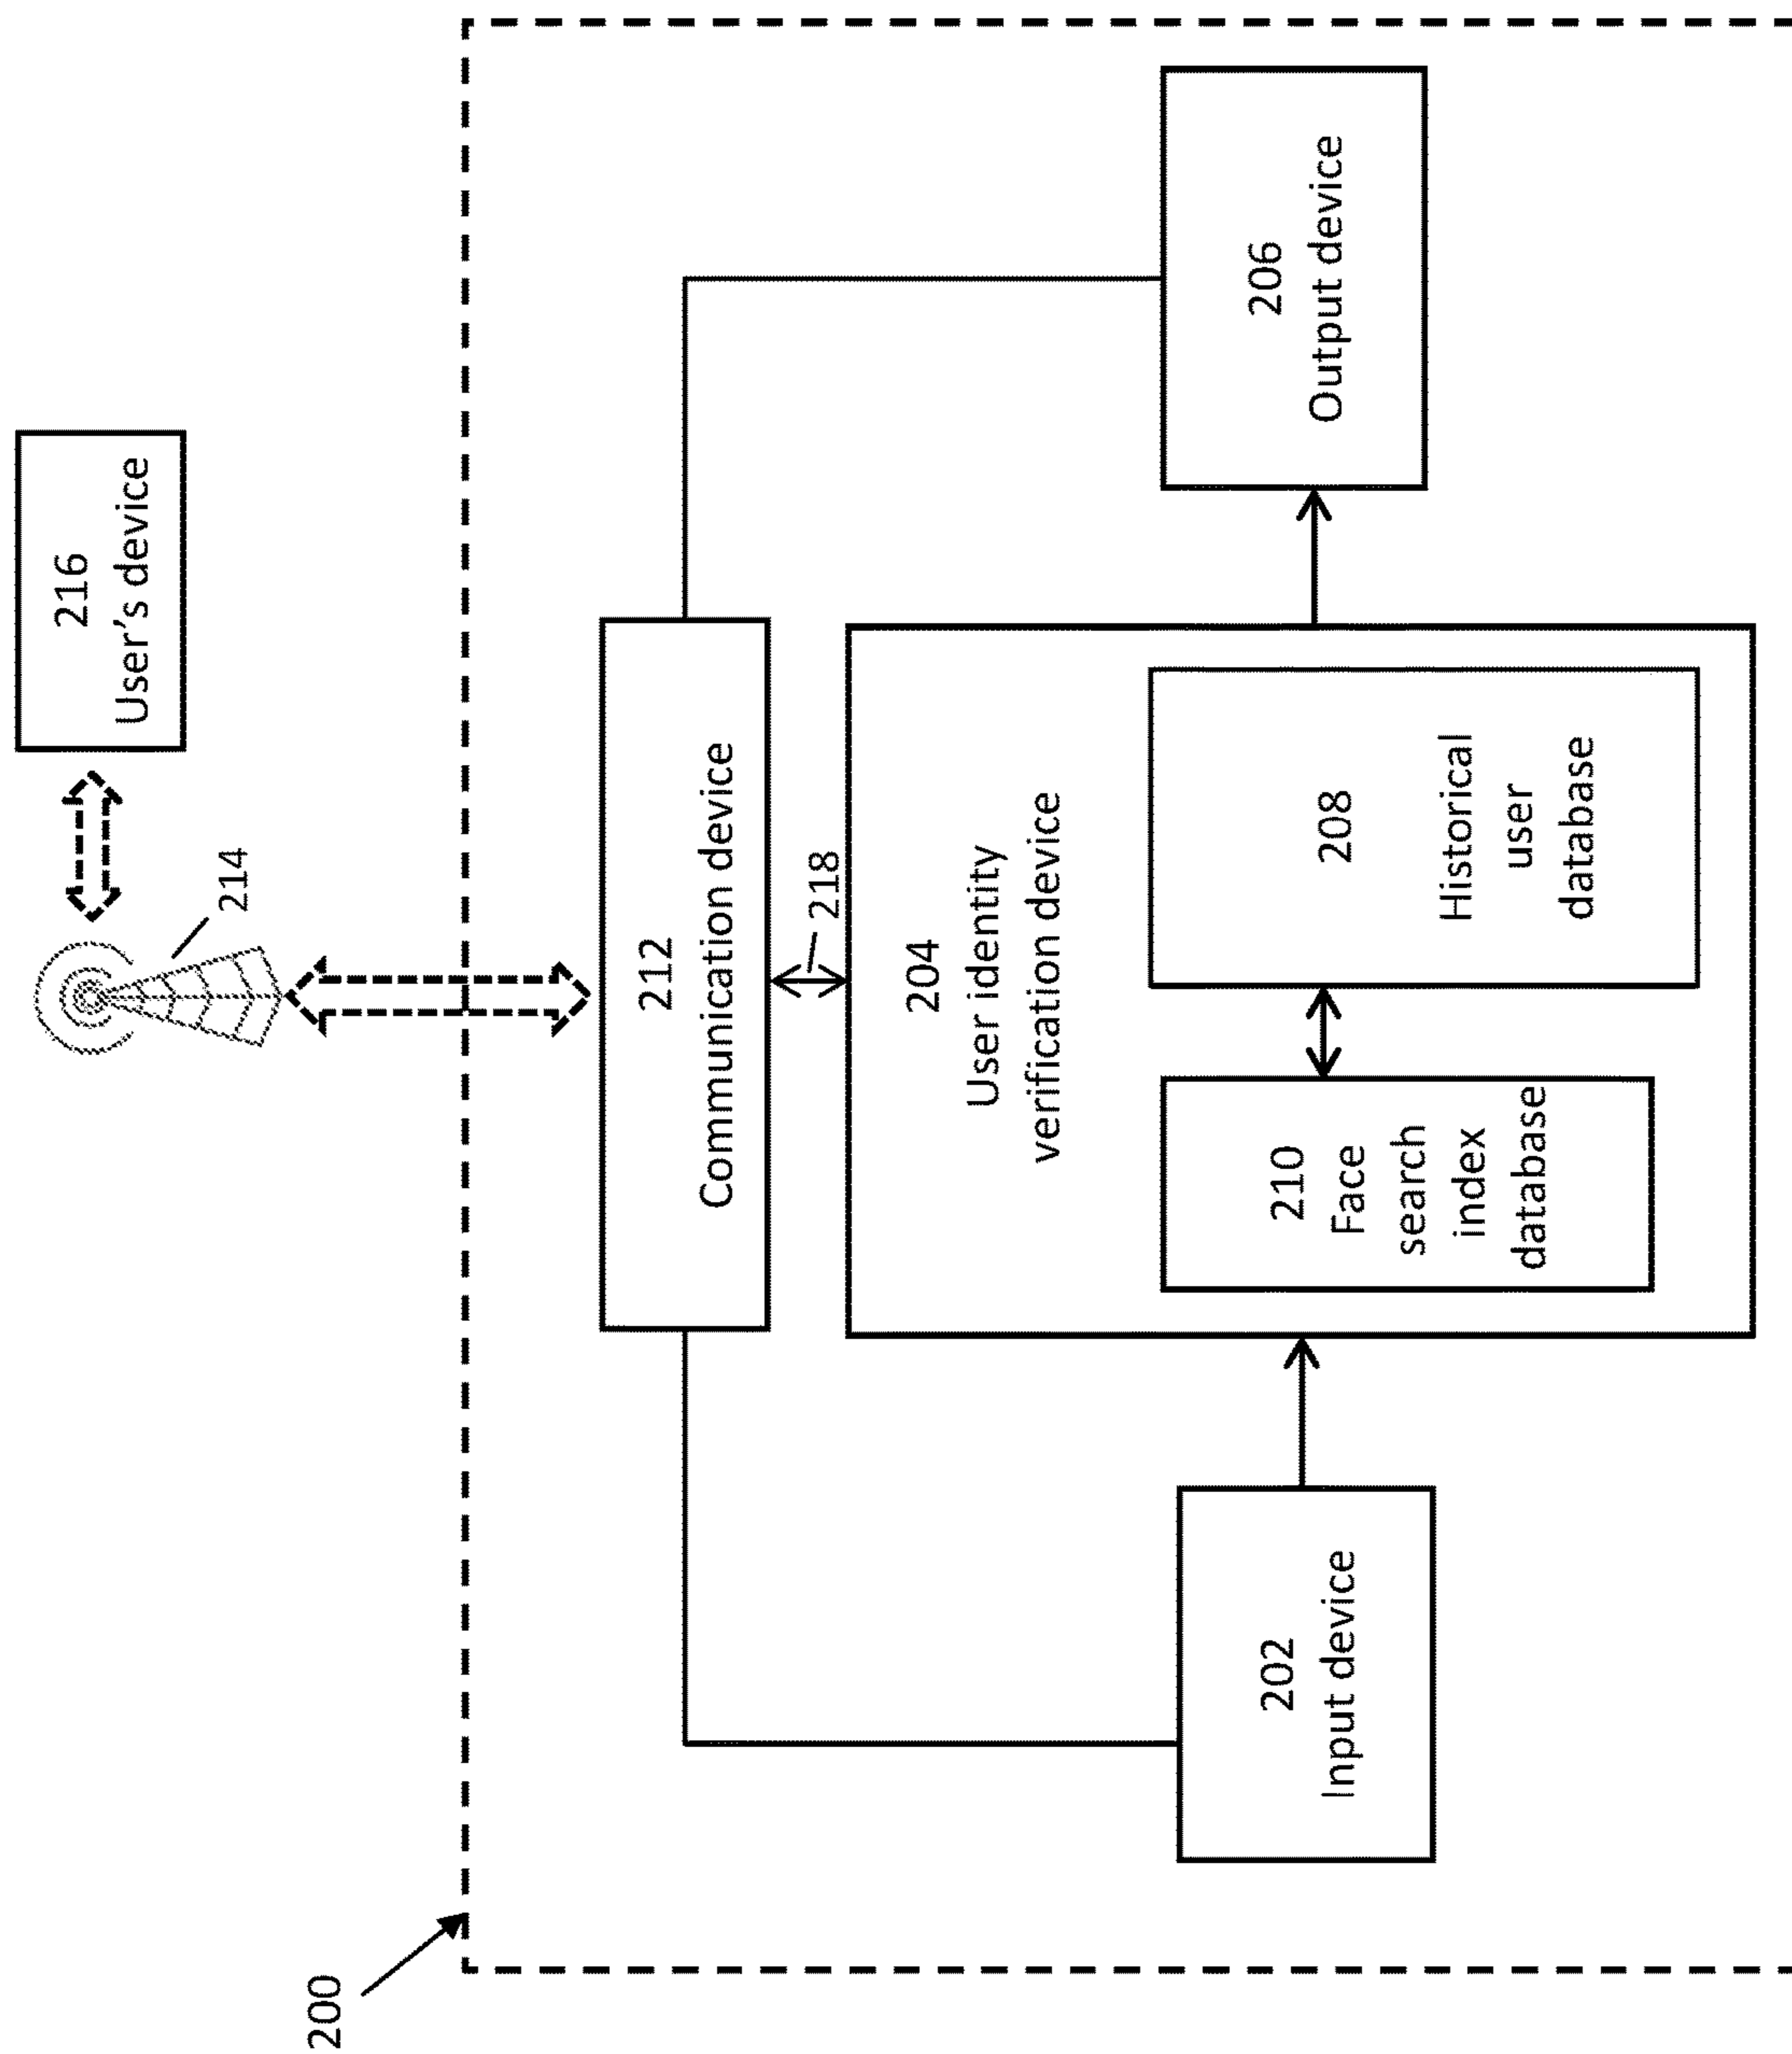 200
214
216
User's device
212
Communication device
218
204
User identity
verification device
202
Input device
210
Face
search
index
database
208
Historical
user
database
206
Output device